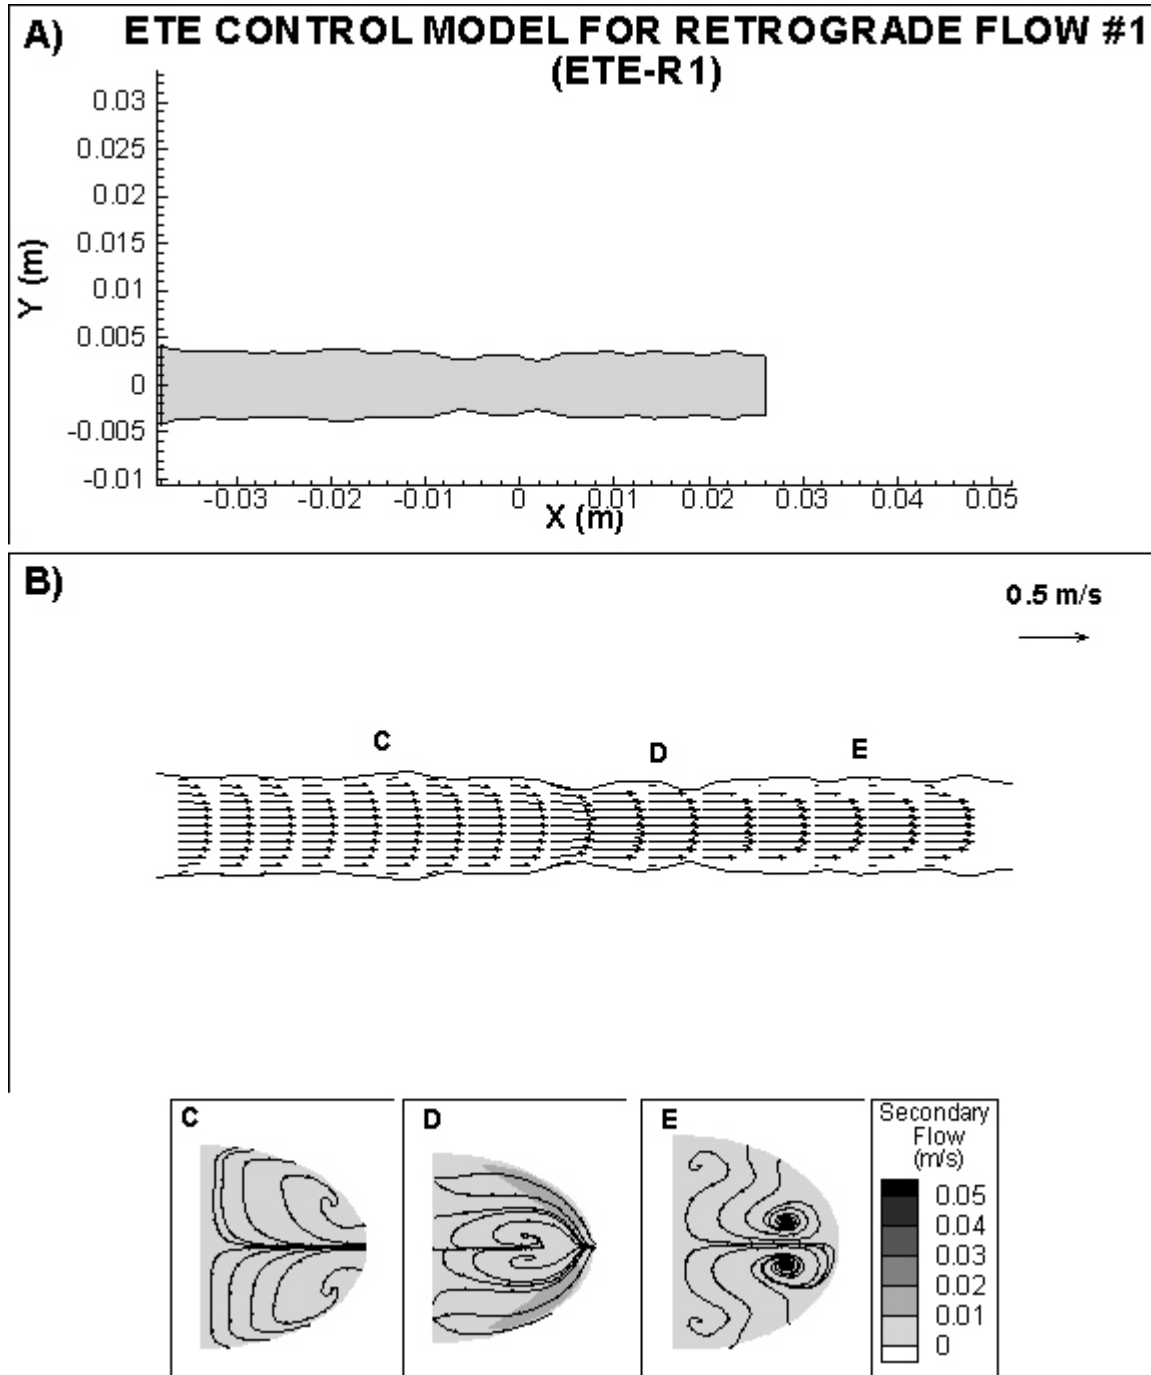 A) ETE CONTROL MODEL FOR RETROGRADE FLOW #1
(ETE-R1)
0.03
0.025
0.02
0.015
0.01
0.005
0
-0.005
-0.01
Y (m)
-0.03 -0.02 -0.01 0 0.01 0.02 0.03 0.04 0.05
X (m)
B)
0.5 m/s
C
D
E
C
D
E
Secondary
Flow
(m/s)
0.05
0.04
0.03
0.02
0.01
0